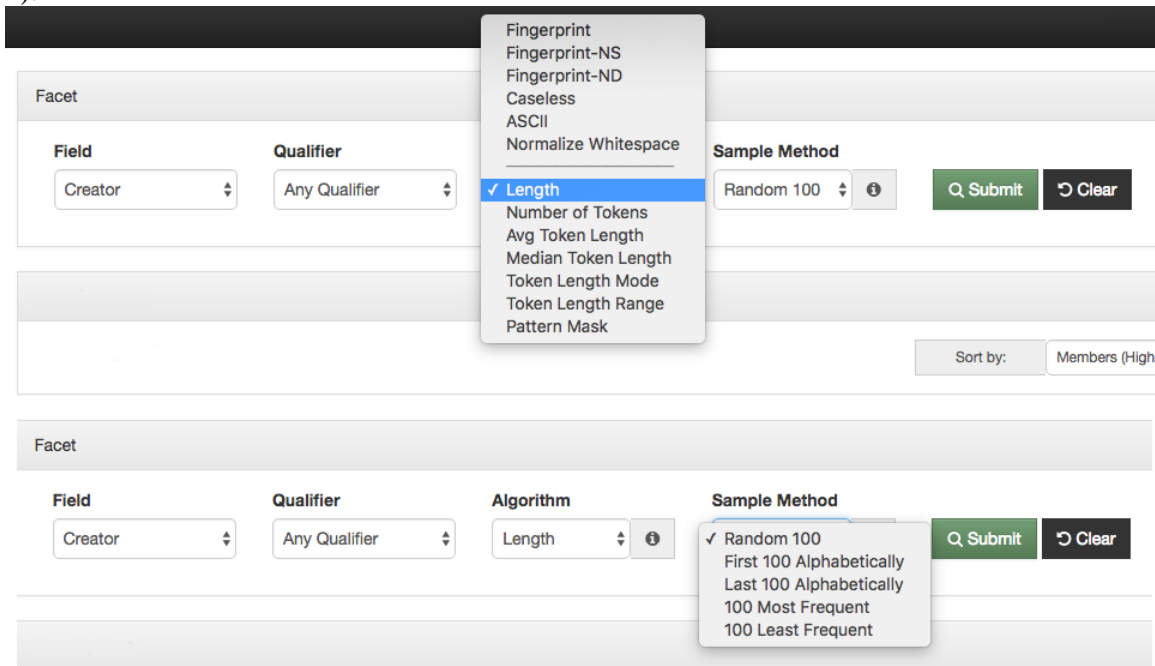 Fingerprint
Fingerprint-NS
Fingerprint-ND
Caseless
ASCII
Normalize Whitespace
Facet
Field Qualifier Sample Method
Creator Any Qualifier ✓ Length Random 100 Submit Clear
Number of Tokens
Avg Token Length
Median Token Length
Token Length Mode
Token Length Range
Pattern Mask
Sort by: Members (High
Facet
Field Qualifier Algorithm Sample Method
Creator Any Qualifier Length ✓ Random 100 Submit Clear
First 100 Alphabetically
Last 100 Alphabetically
100 Most Frequent
100 Least Frequent